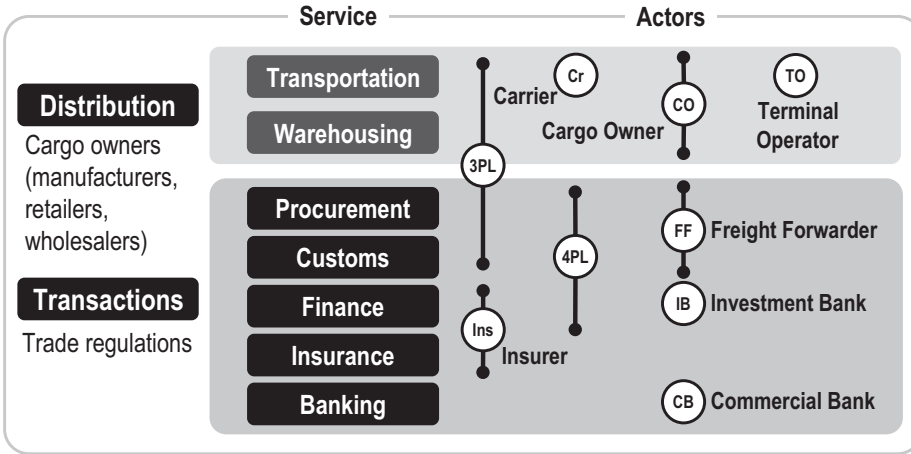 Service
Actors
Distribution
Cargo owners
(manufacturers,
retailers,
wholesalers)
Transactions
Trade regulations
Transportation
Warehousing
Procurement
Customs
Finance
Insurance
Banking
Cr
Carrier
CO
Cargo Owner
TO
Terminal
Operator
3PL
4PL
FF
Freight Forwarder
IB
Investment Bank
Ins
Insurer
CB
Commercial Bank